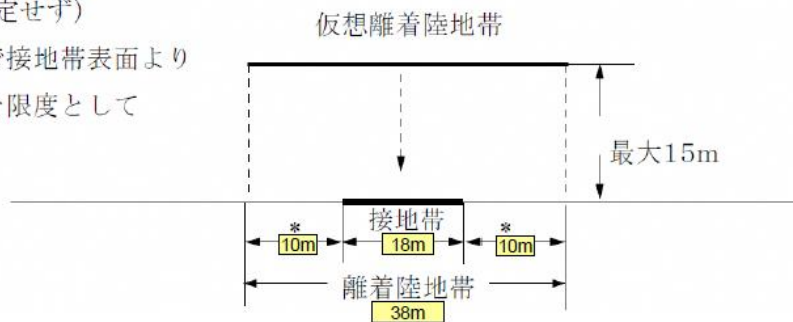 定せず)
仮想離着陸地帯
で接地帯表面より
を限度として
最大15m
接地帯
* *
10m 18m 10m
離着陸地帯
38m